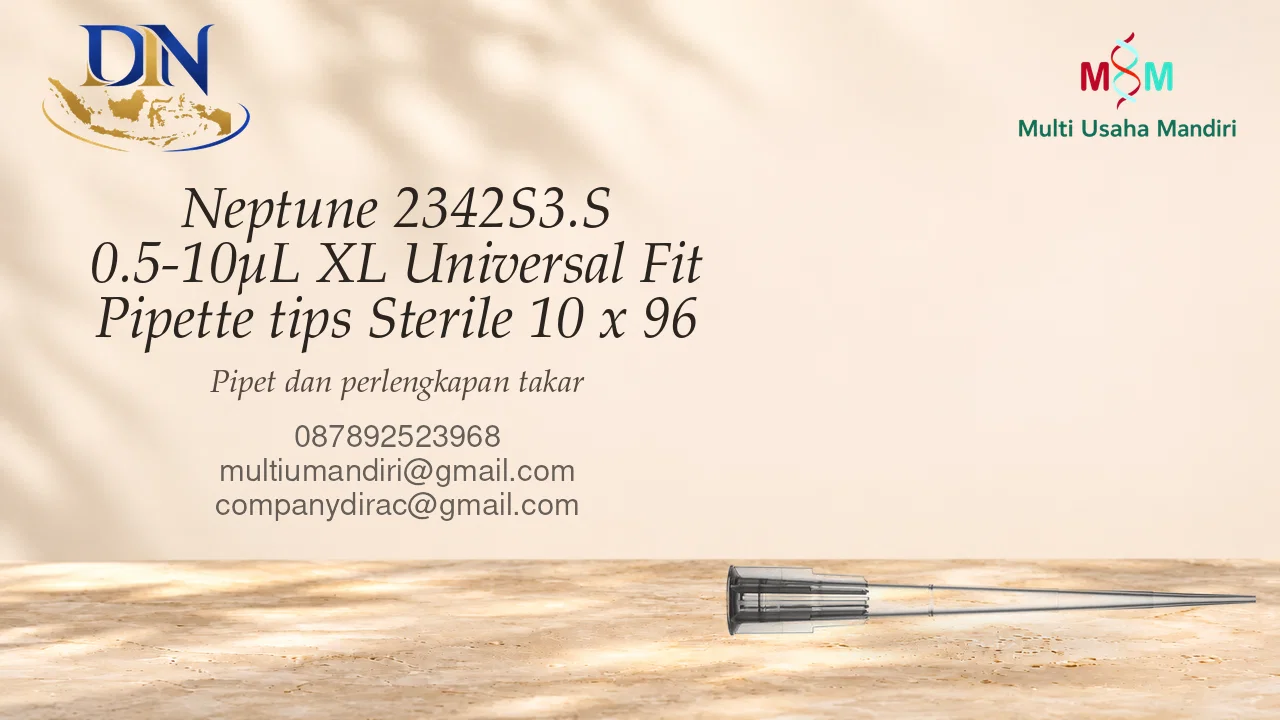 DIN
M M
Multi Usaha Mandiri
Neptune 2342S3.S
0.5-10µL XL Universal Fit
Pipette tips Sterile 10 x 96
Pipet dan perlengkapan takar
087892523968
multiumandiri@gmail.com
companydirac@gmail.com